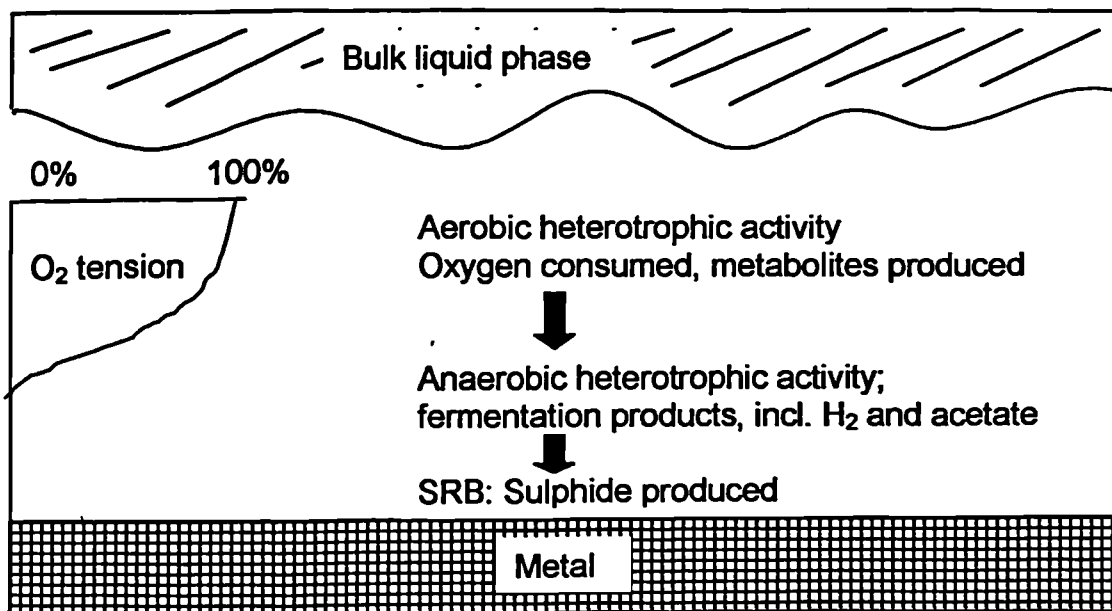 Bulk liquid phase
0% 100%
O₂ tension
Aerobic heterotrophic activity
Oxygen consumed, metabolites produced
Anaerobic heterotrophic activity;
fermentation products, incl. H₂ and acetate
SRB: Sulphide produced
Metal